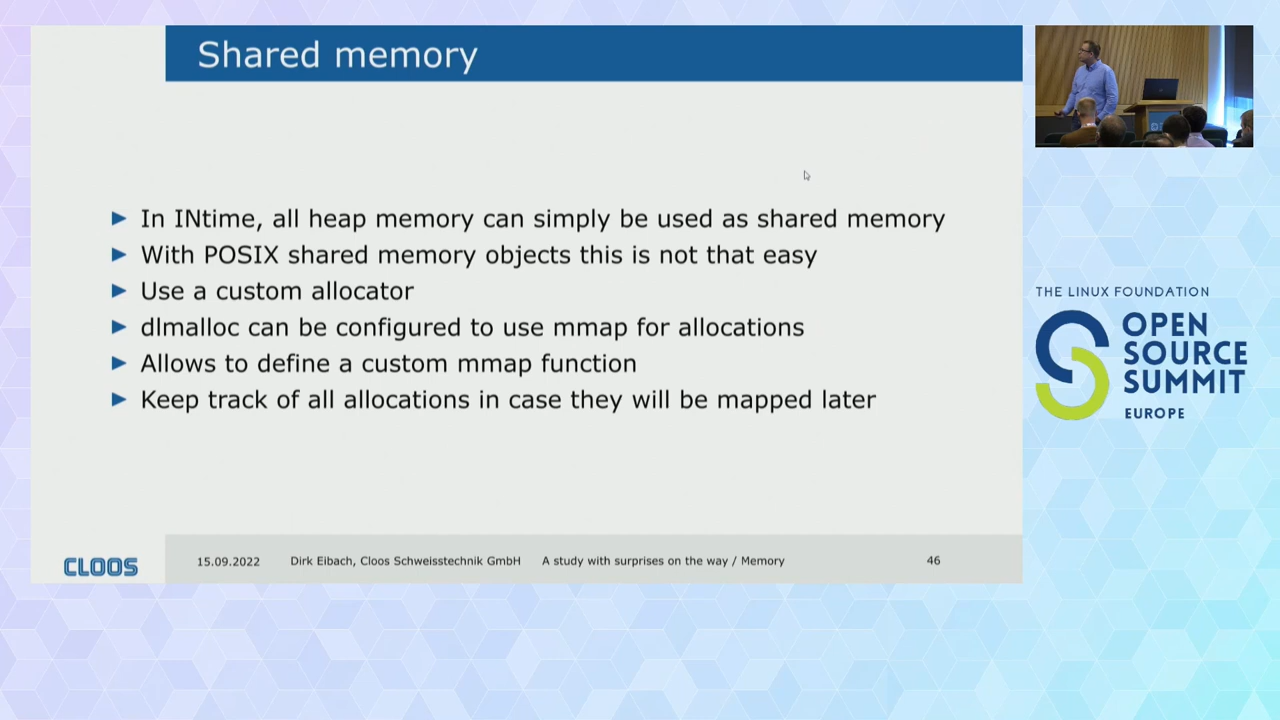 Shared memory
In INtime, all heap memory can simply be used as shared memory
With POSIX shared memory objects this is not that easy
Use a custom allocator
dlmalloc can be configured to use mmap for allocations
Allows to define a custom mmap function
Keep track of all allocations in case they will be mapped later
CLOOS
15.09.2022 Dirk Eibach, Cloos Schweisstechnik GmbH A study with surprises on the way / Memory 46
THE LINUX FOUNDATION
OPEN
SOURCE
SUMMIT
EUROPE